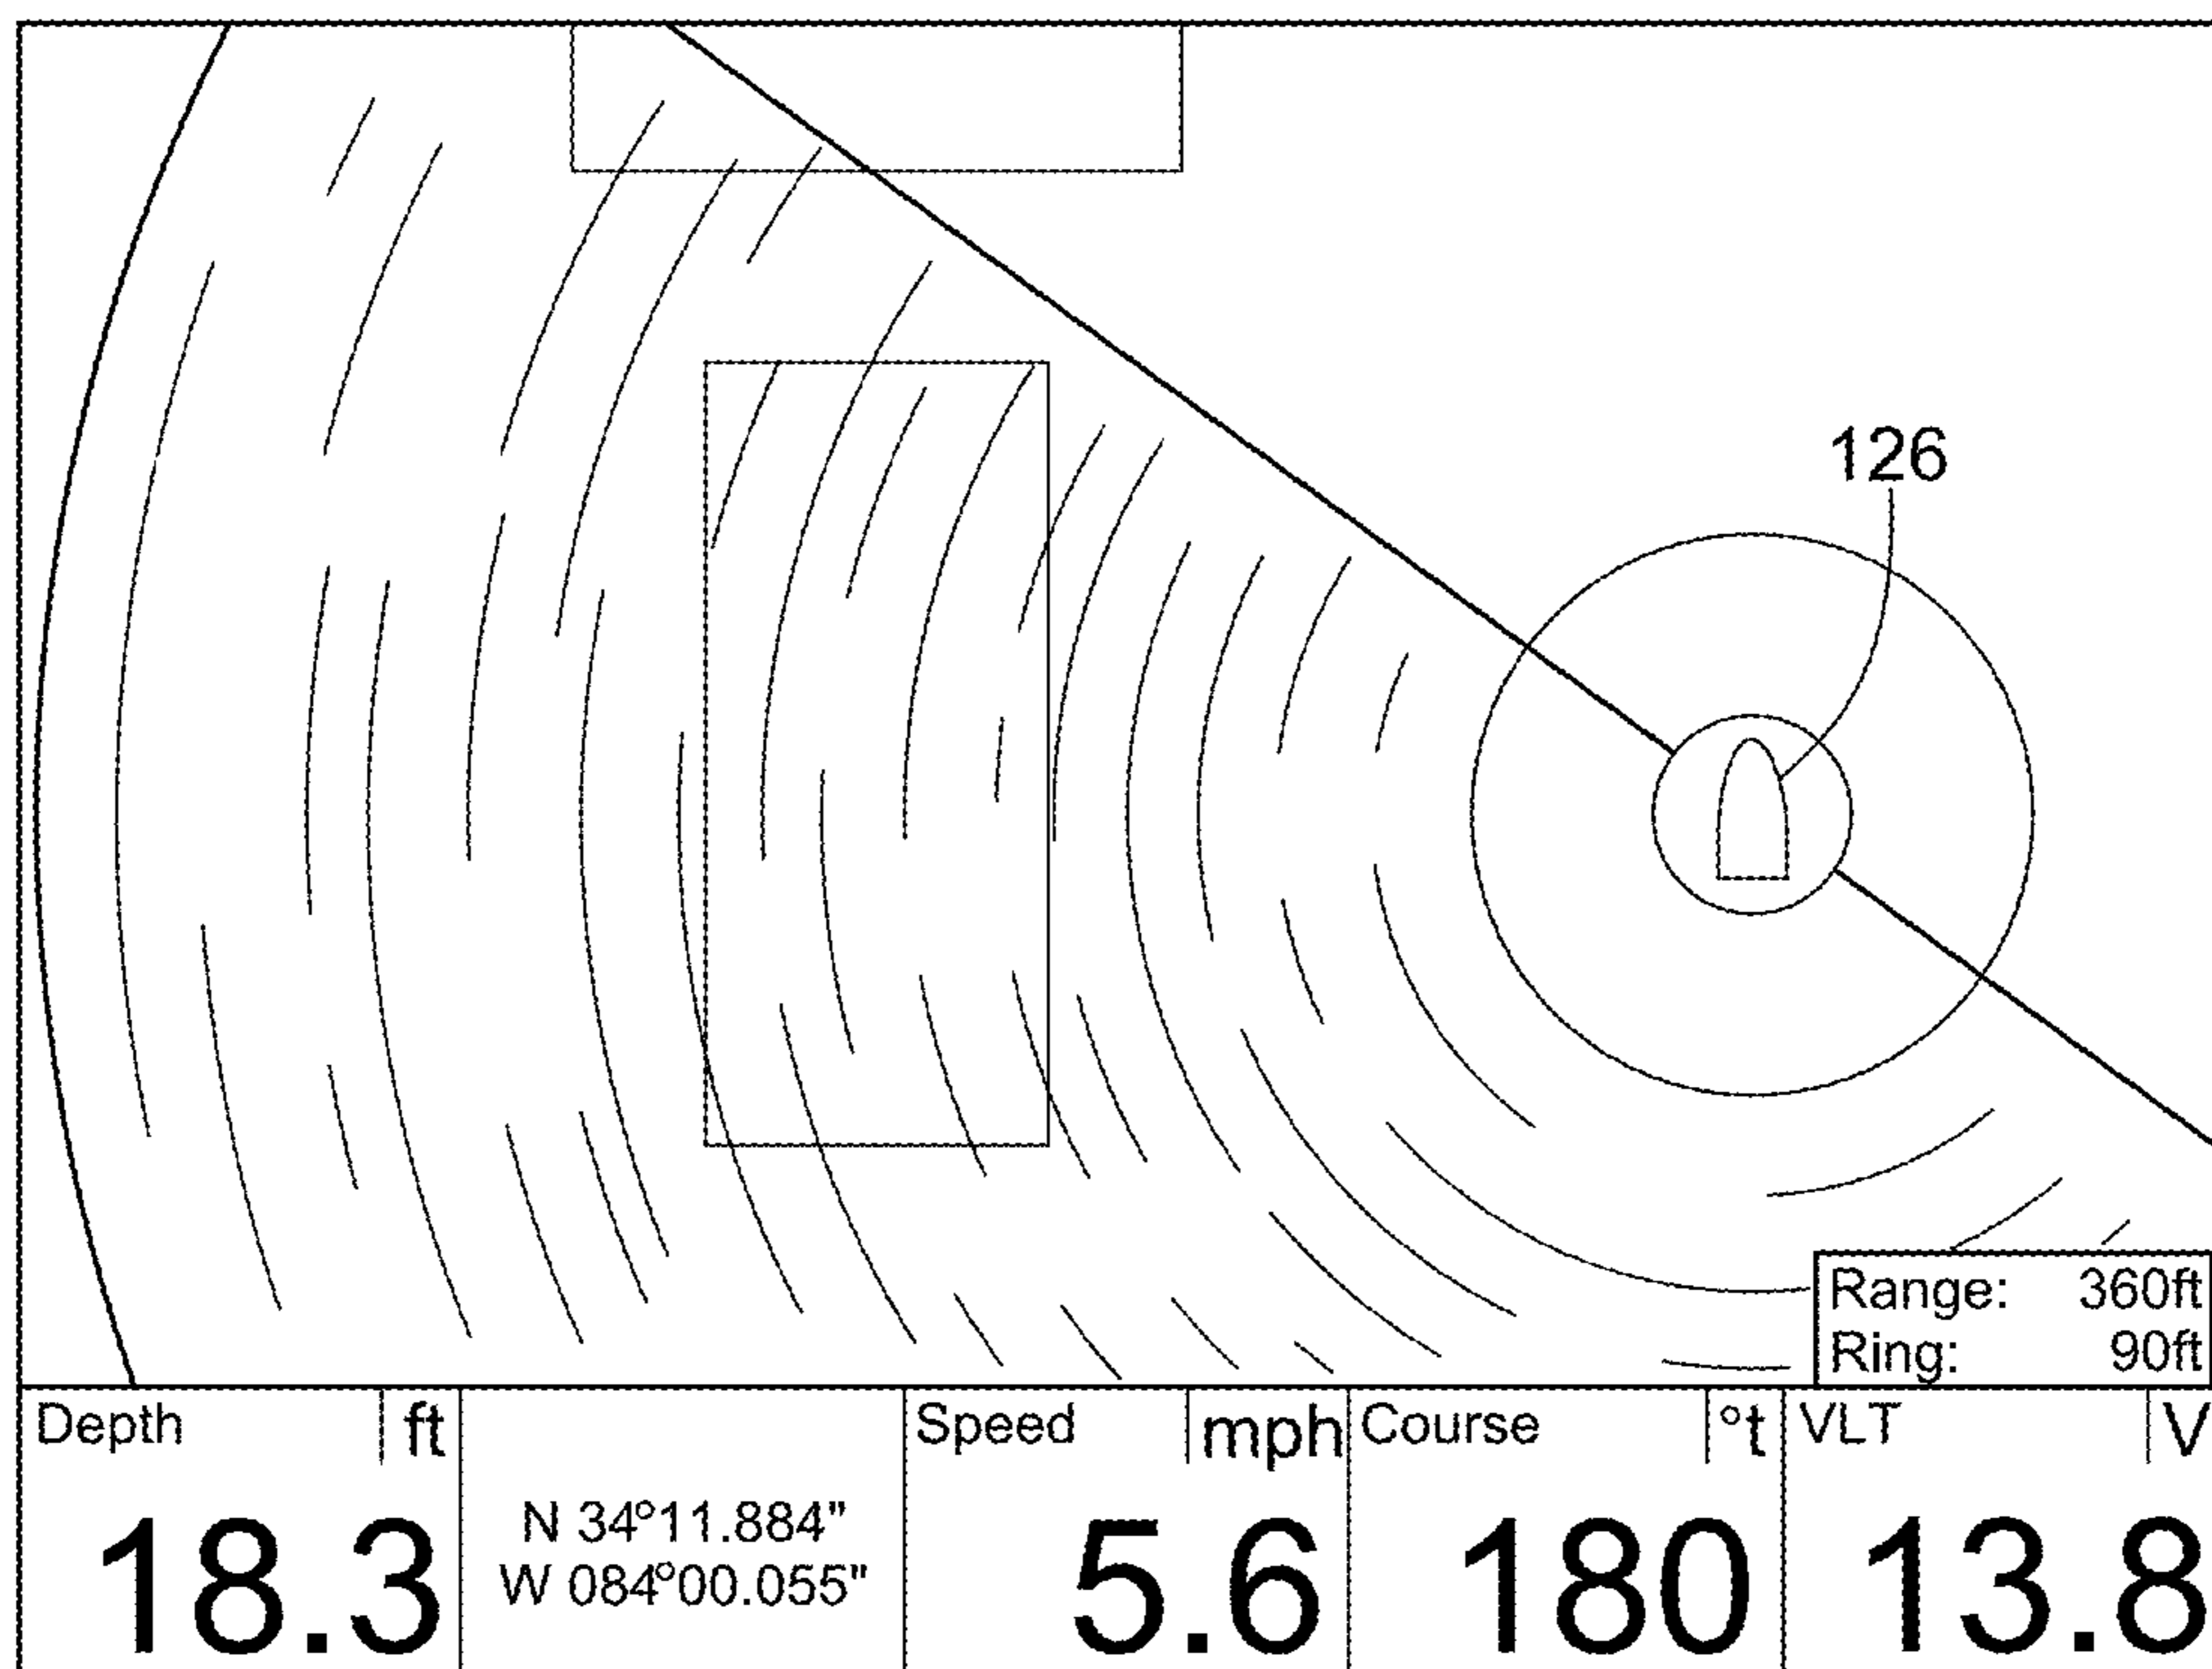 126
Range: 360ft
Ring: 90ft
Depth ft
18.3
N 34°11.884"
W 084°00.055"
Speed mph
5.6
Course °t
180
VLT V
13.8